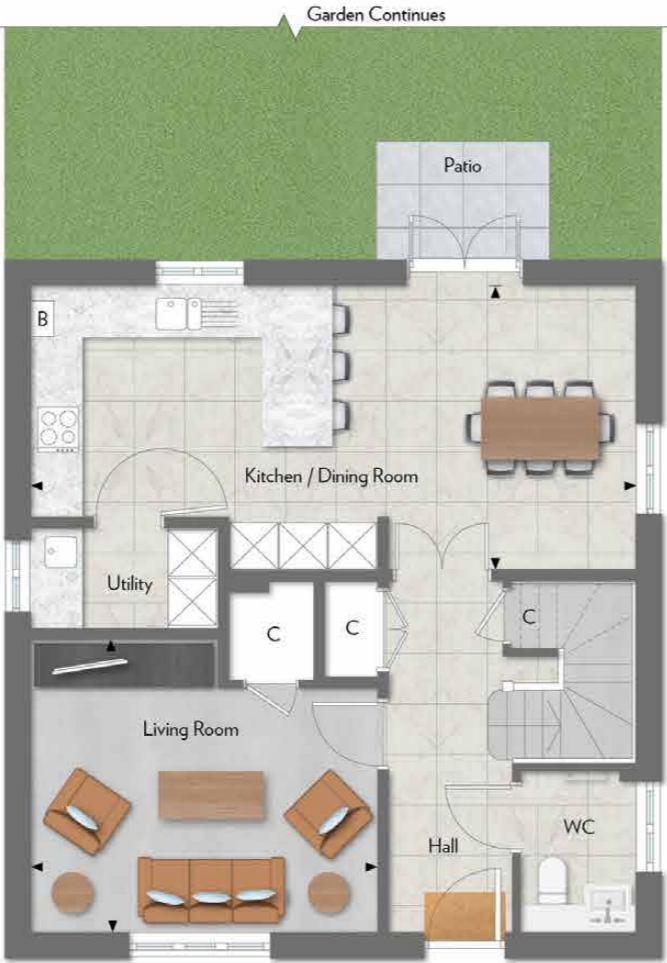 Garden Continues
Patio
B
Kitchen / Dining Room
Utility
C
C
C
Living Room
Hall
WC